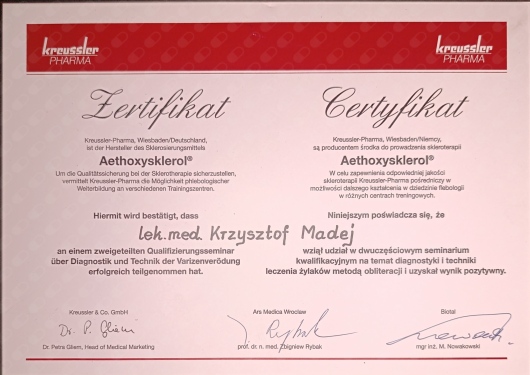 kreussler
PHARMA
kreussler
PHARMA
Zertifikat
Kreussler-Pharma, Wiesbaden/Deutschland,
ist der Hersteller des Sklerosierungsmittels
Aethoxysklerol®
Um die Qualitätssicherung bei der Sklerotherapie sicherzustellen,
vermittelt Kreussler-Pharma die Möglichkeit phlebologischer
Weiterbildung an verschiedenen Trainingszentren.
Hiermit wird bestätigt, dass
Certyfikat
Kreussler-Pharma, Wiesbaden/Niemcy,
są producentem środka do prowadzenia skleroterapii
Aethoxysklerol®
W celu zapewnienia odpowiedniej jakości
skleroterapii Kreussler-Pharma pośredniczy w
możliwości dalszego kształcenia w dziedzinie flebologii
w różnych centrach treningowych.
Niniejszym poświadcza się, że
lek.med. Krzysztof Madej
an einem zweigeteilten Qualifizierungsseminar
über Diagnostik und Technik der Varizenverödung
erfolgreich teilgenommen hat.
wziął udział w dwuczęściowym seminarium
kwalifikacyjnym na temat diagnostyki i techniki
leczenia żylaków metodą obliteracji i uzyskał wynik pozytywny.
Kreussler & Co. GmbH
Dr. P. Gliem
Dr. Petra Gliem, Head of Medical Marketing
Ars Medica Wrocław
Rybak
prof. dr. n. med. Zbigniew Rybak
Biotal
mgr inż. M. Nowakowski